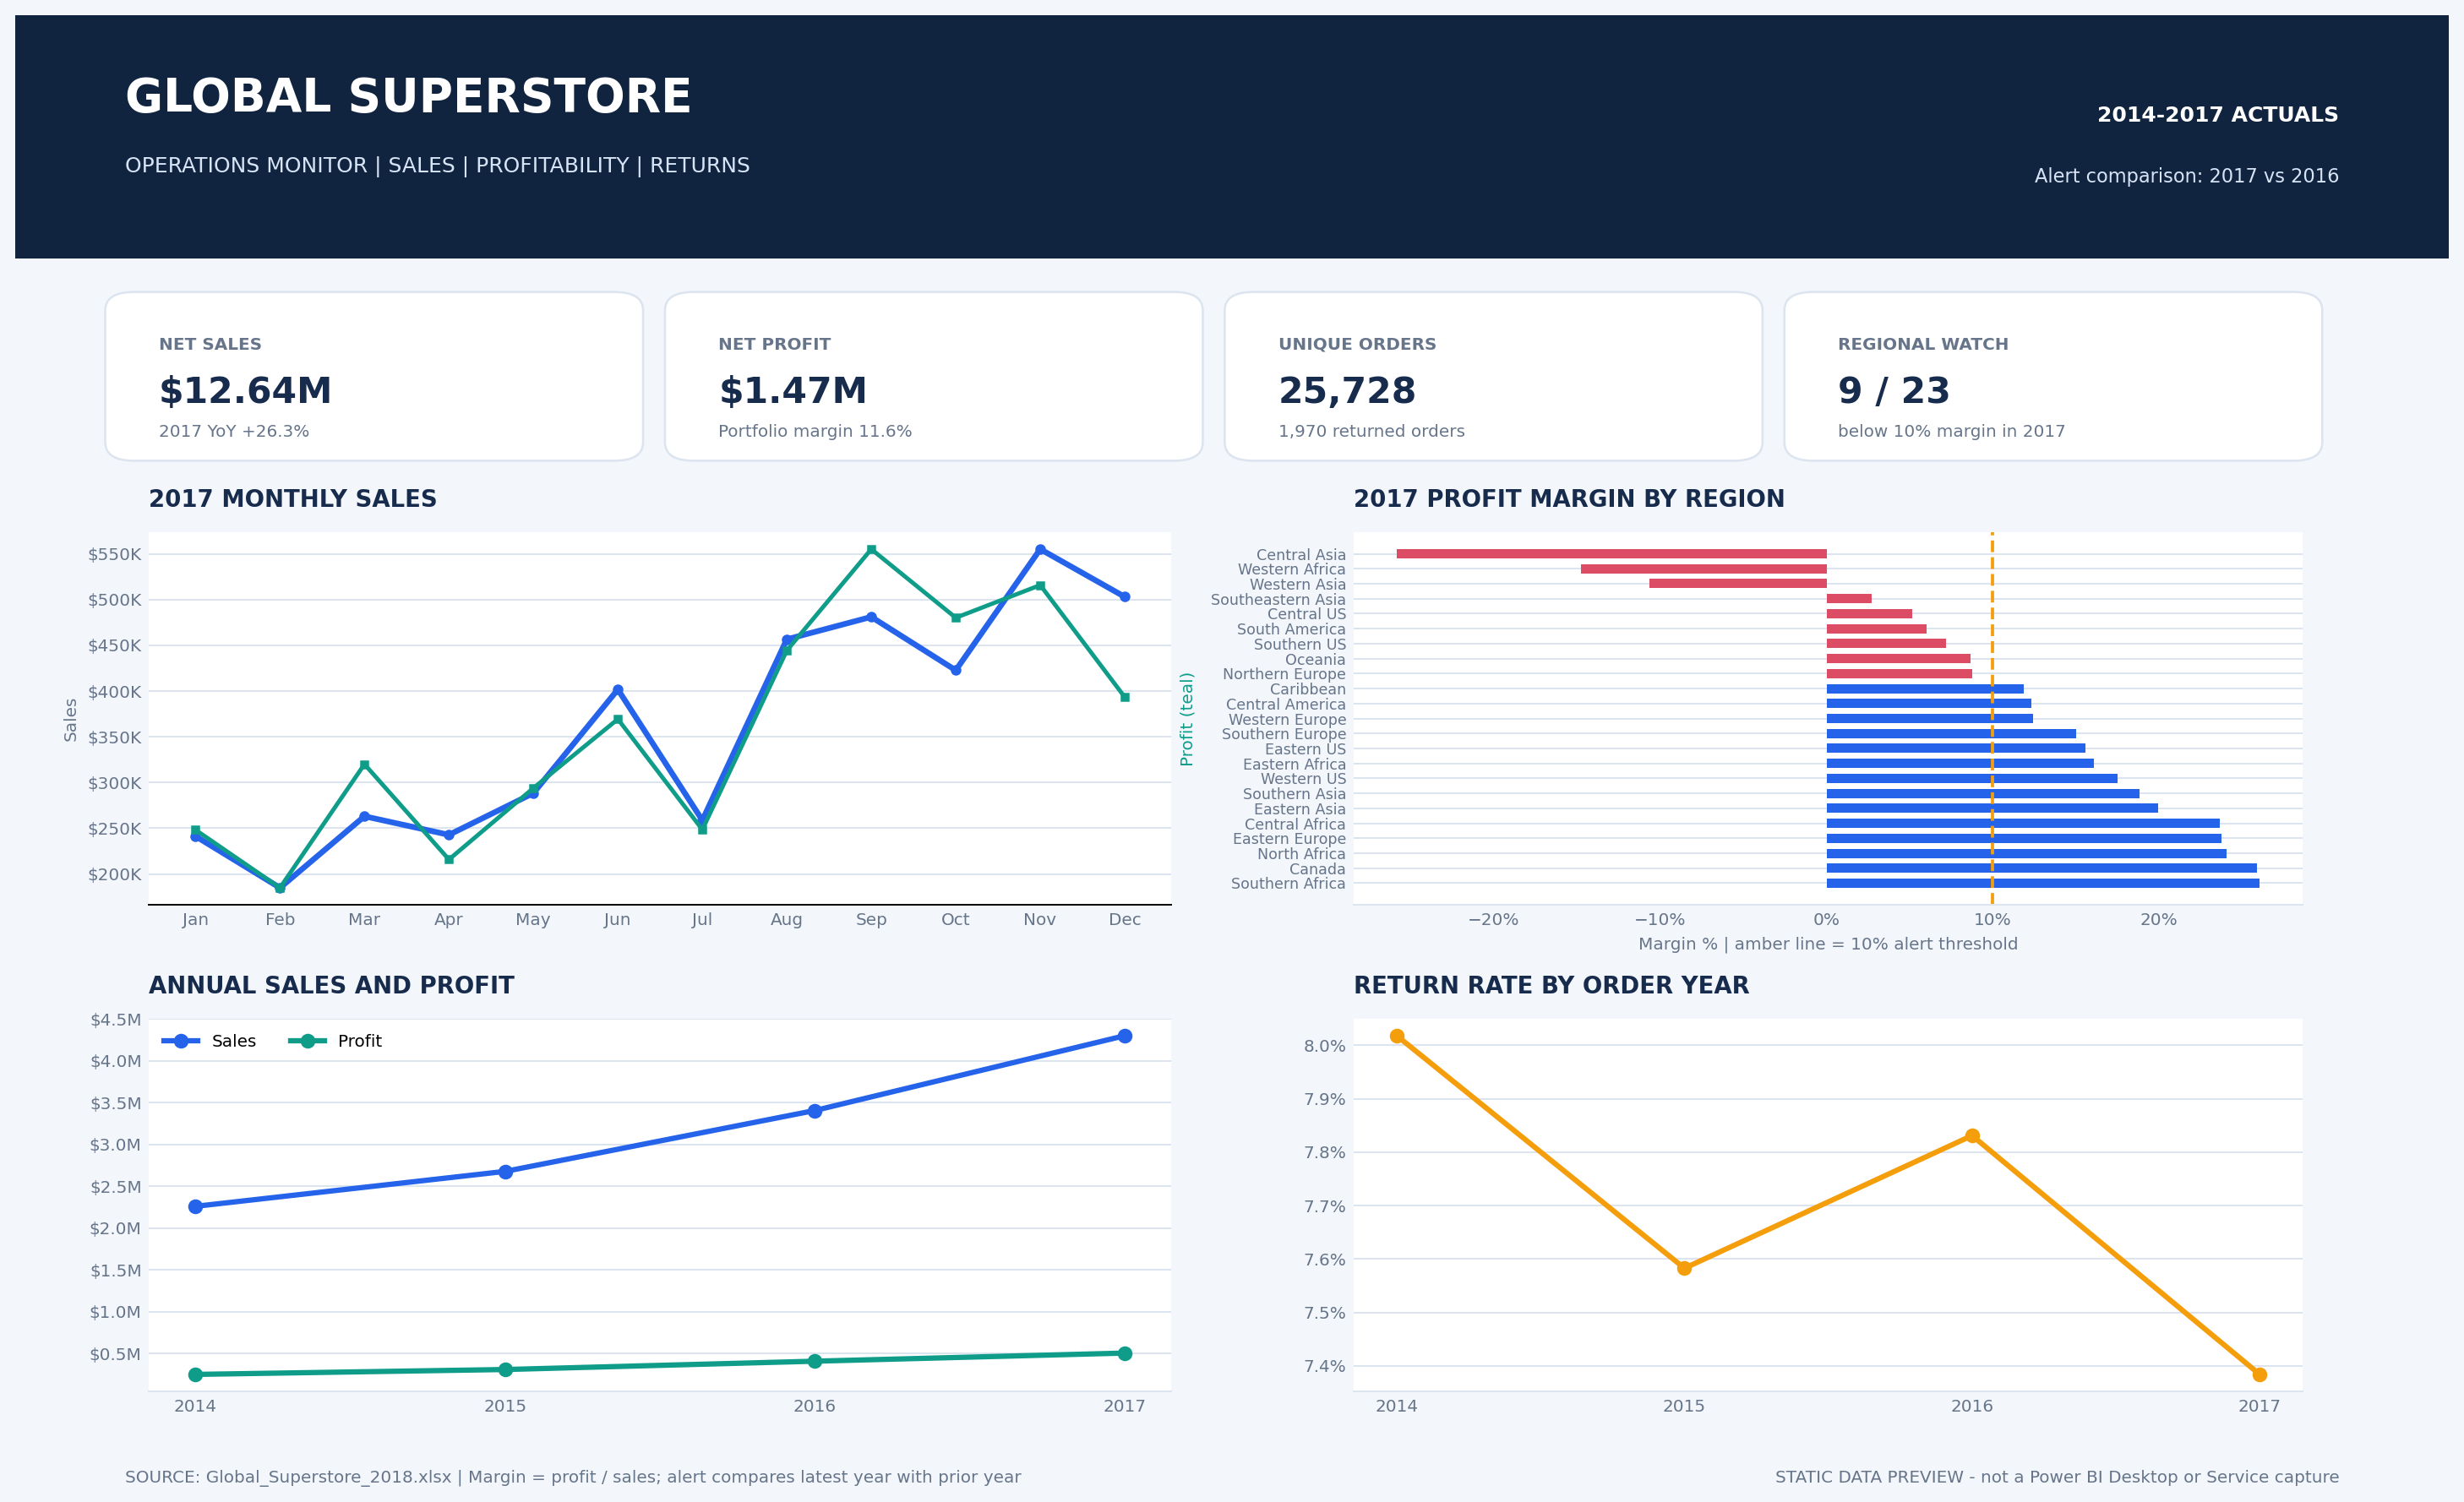 GLOBAL SUPERSTORE
OPERATIONS MONITOR | SALES | PROFITABILITY | RETURNS
2014-2017 ACTUALS
Alert comparison: 2017 vs 2016
NET SALES
$12.64M
2017 YoY +26.3%
NET PROFIT
$1.47M
Portfolio margin 11.6%
UNIQUE ORDERS
25,728
1,970 returned orders
REGIONAL WATCH
9 / 23
below 10% margin in 2017
2017 MONTHLY SALES
Sales
$550K
$500K
$450K
$400K
$350K
$300K
$250K
$200K
Jan Feb Mar Apr May Jun Jul Aug Sep Oct Nov Dec
Profit (teal)
2017 PROFIT MARGIN BY REGION
Central Asia
Western Africa
Western Asia
Southeastern Asia
Central US
South America
Southern US
Oceania
Northern Europe
Caribbean
Central America
Western Europe
Southern Europe
Eastern US
Eastern Africa
Western US
Southern Asia
Eastern Asia
Central Africa
Eastern Europe
North Africa
Canada
Southern Africa
−20% −10% 0% 10% 20%
Margin % | amber line = 10% alert threshold
ANNUAL SALES AND PROFIT
Sales Profit
$4.5M
$4.0M
$3.5M
$3.0M
$2.5M
$2.0M
$1.5M
$1.0M
$0.5M
2014 2015 2016 2017
RETURN RATE BY ORDER YEAR
8.0%
7.9%
7.8%
7.7%
7.6%
7.5%
7.4%
2014 2015 2016 2017
SOURCE: Global_Superstore_2018.xlsx | Margin = profit / sales; alert compares latest year with prior year
STATIC DATA PREVIEW - not a Power BI Desktop or Service capture